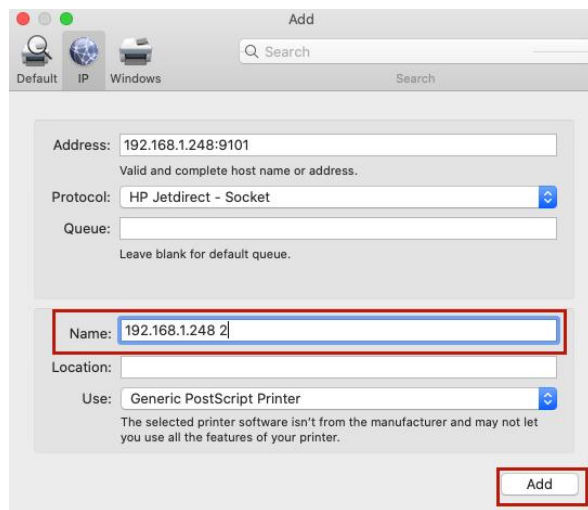 Add
Search
Default IP Windows Search
Address: 192.168.1.248:9101
Valid and complete host name or address.
Protocol: HP Jetdirect - Socket
Queue:
Leave blank for default queue.
Name: 192.168.1.248 2
Location:
Use: Generic PostScript Printer
The selected printer software isn't from the manufacturer and may not let
you use all the features of your printer.
Add